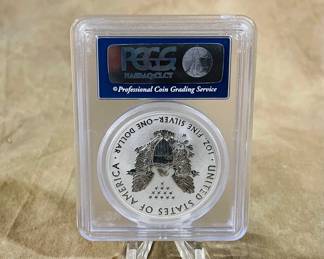 PCGS
NASDAQ:CLCT
®Professional Coin Grading Service
UNITED STATES OF AMERICA
1 OZ. FINE SILVER~ONE DOLLAR